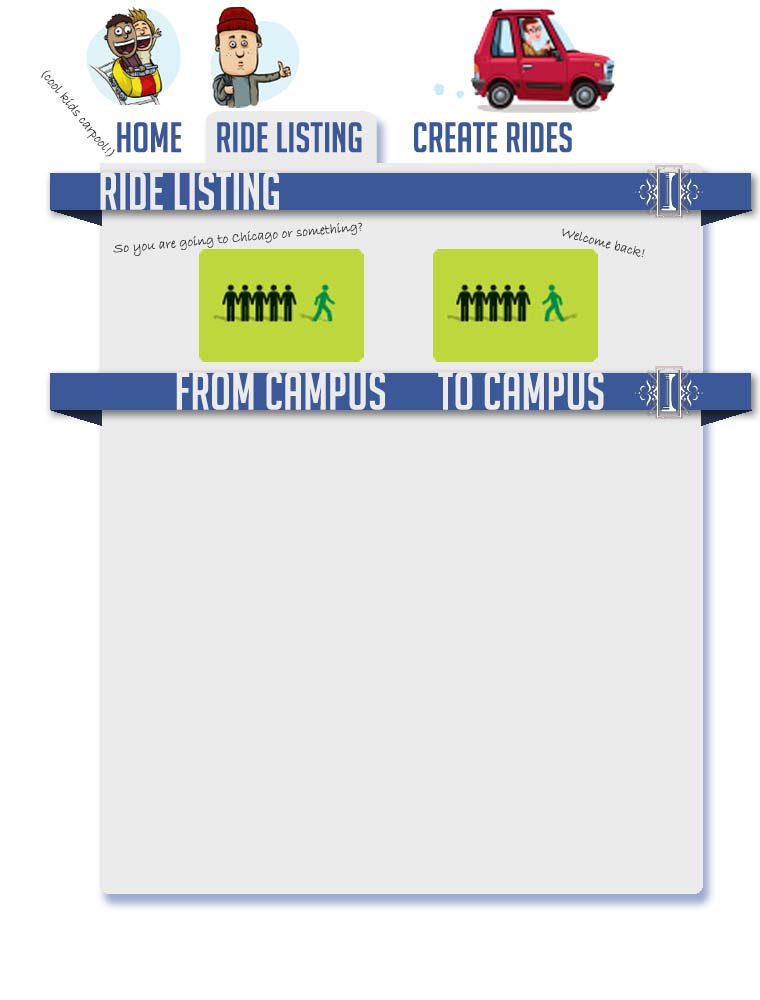 (cool kids carpool!)
HOME
RIDE LISTING
CREATE RIDES
RIDE LISTING
I
So you are going to Chicago or something?
Welcome back!
FROM CAMPUS
TO CAMPUS
I